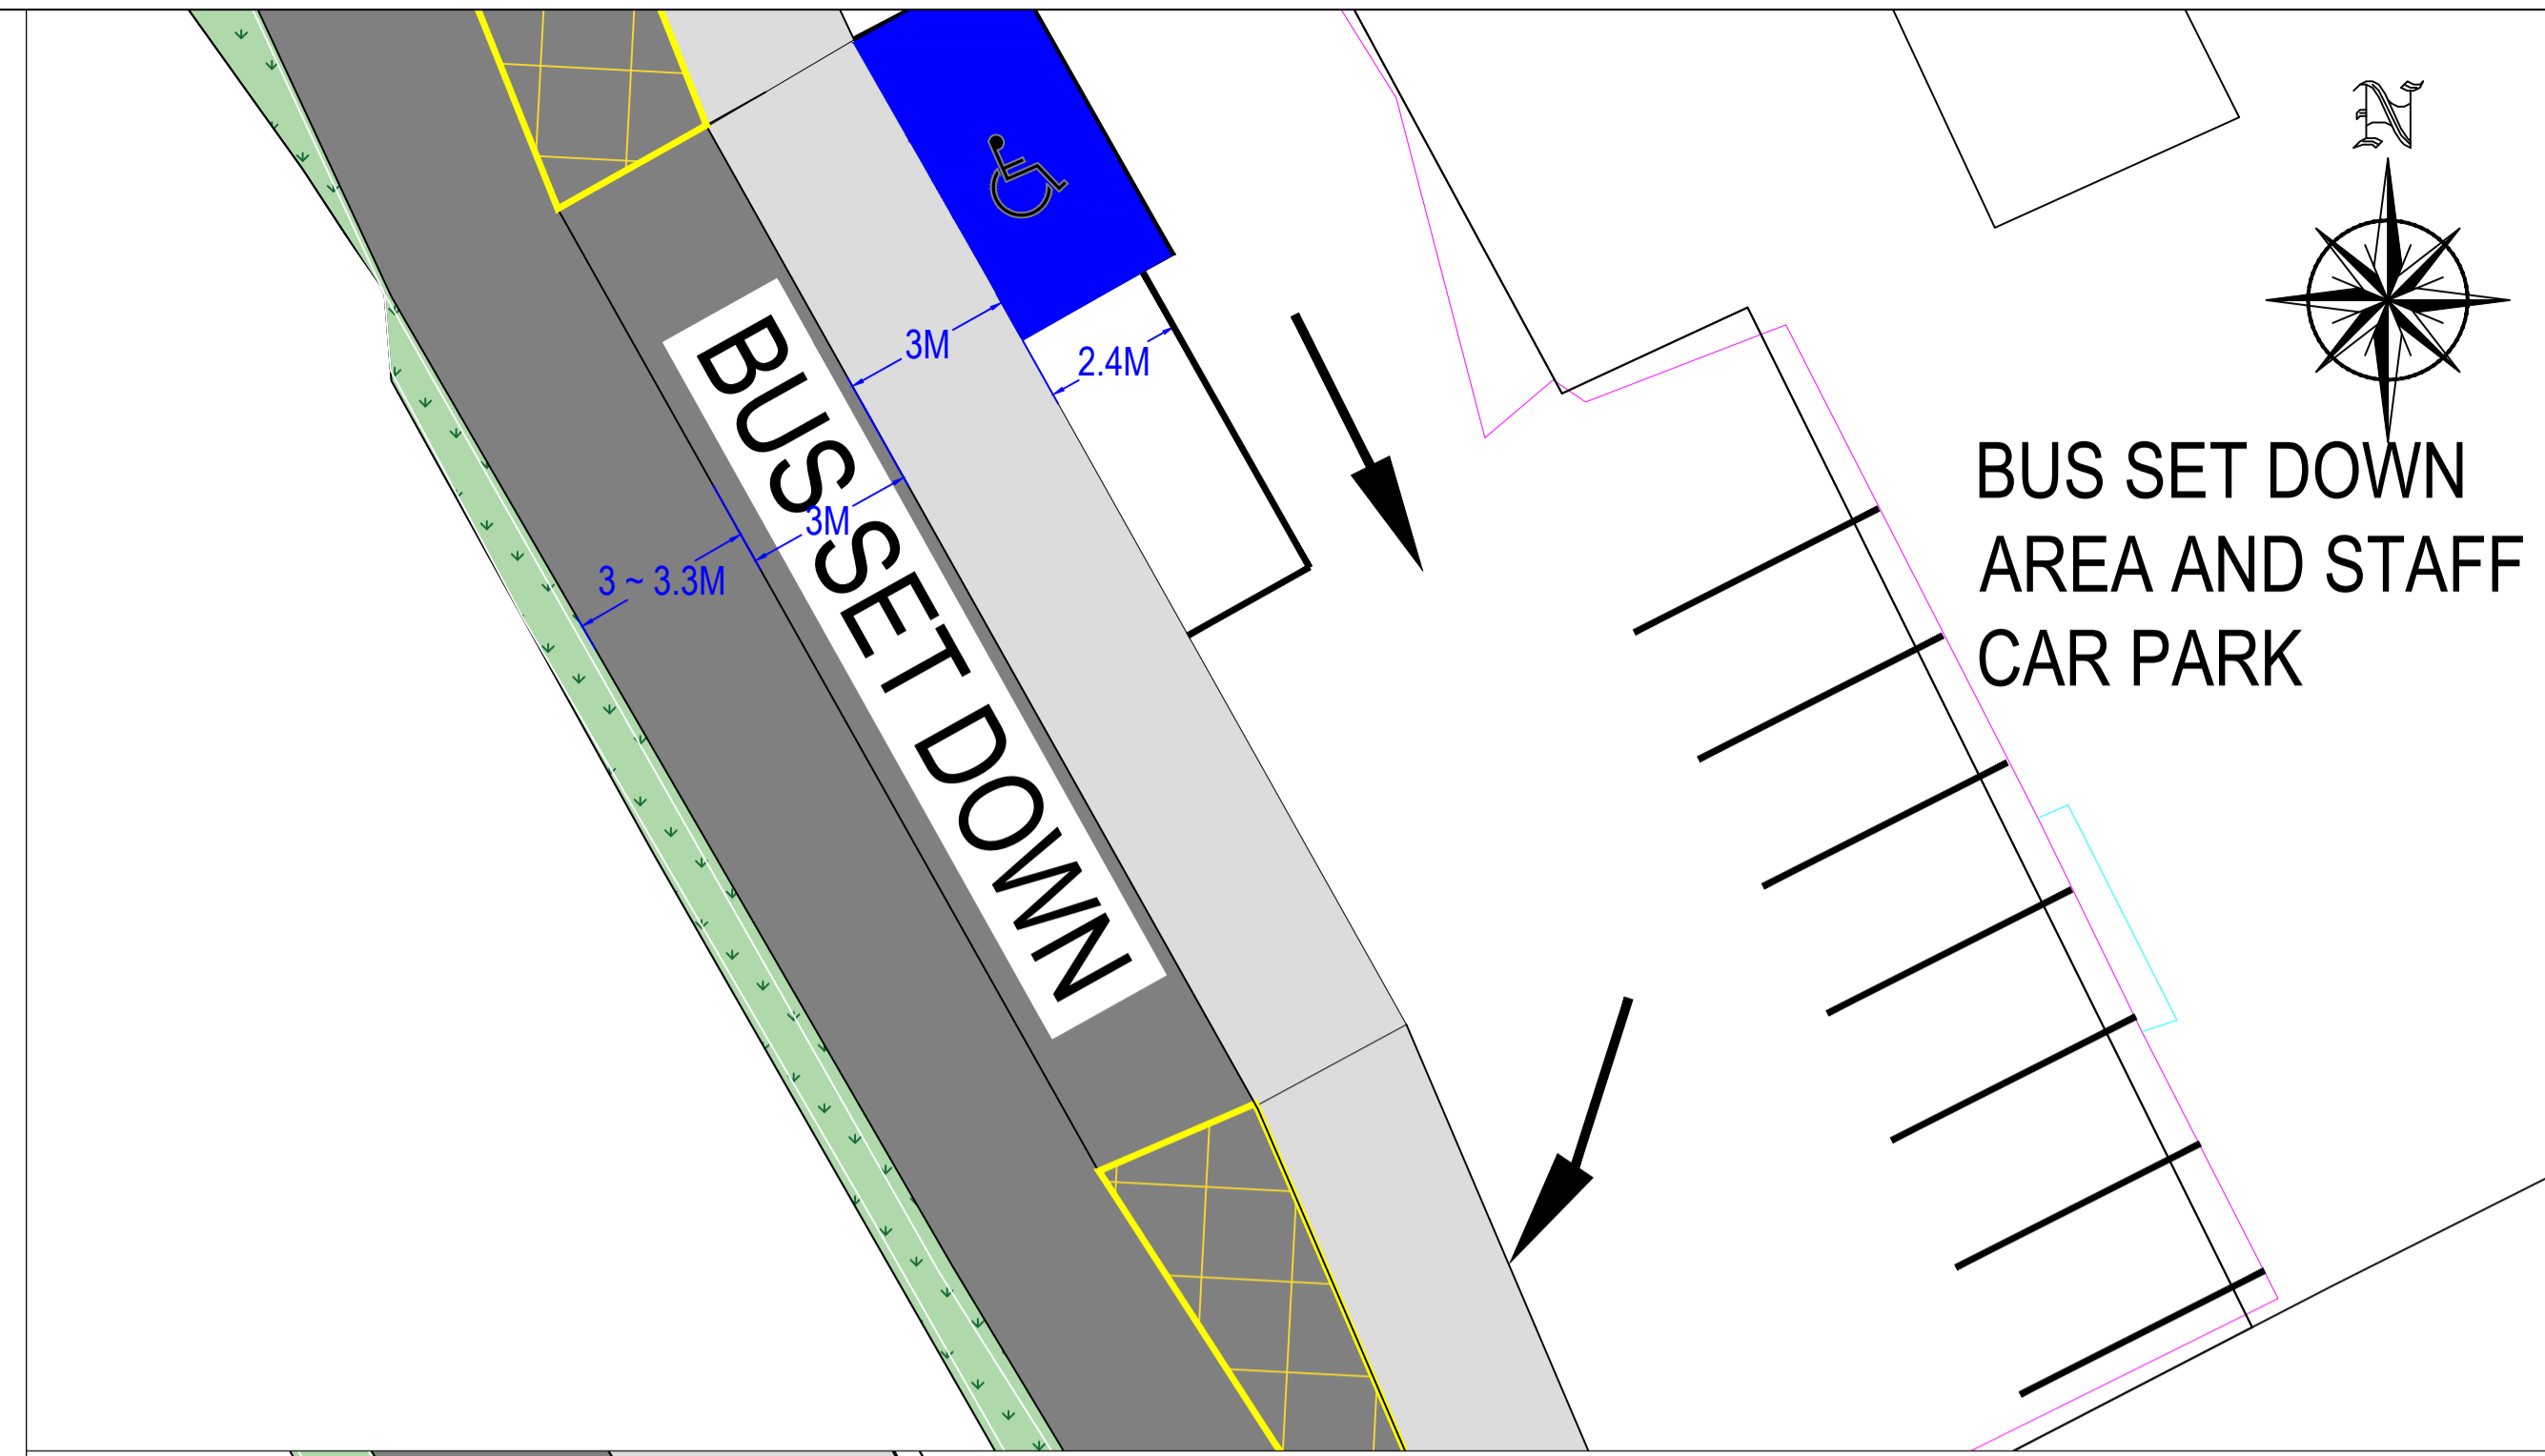 N
3M
2.4M
BUS SET DOWN
3M
3 ~ 3.3M
BUS SET DOWN
AREA AND STAFF
CAR PARK